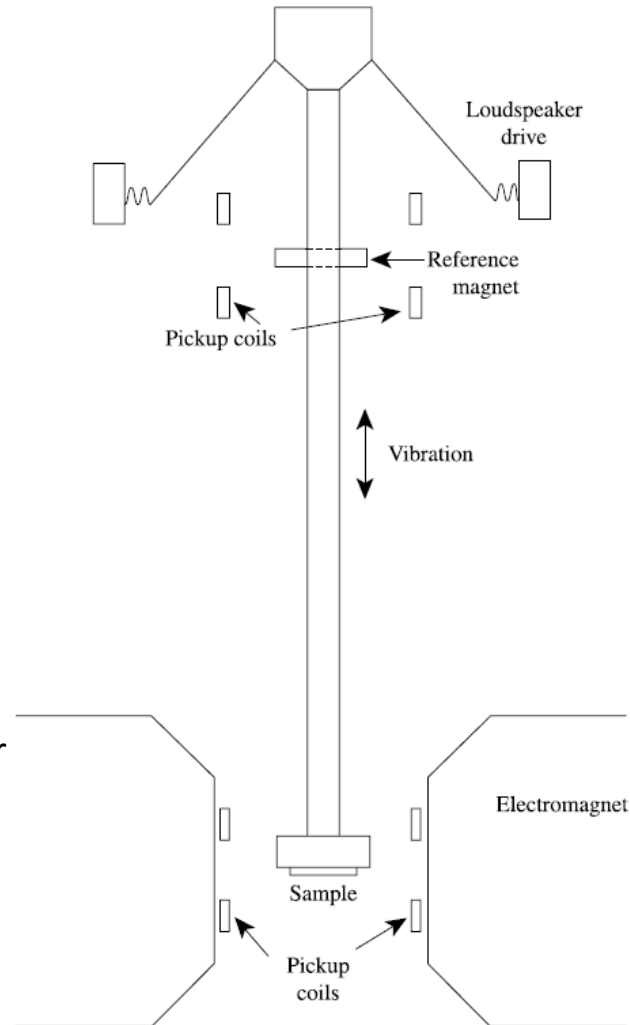 Loudspeaker
drive
Reference
magnet
Pickup coils
Vibration
r
Electromagnet
Sample
Pickup
coils